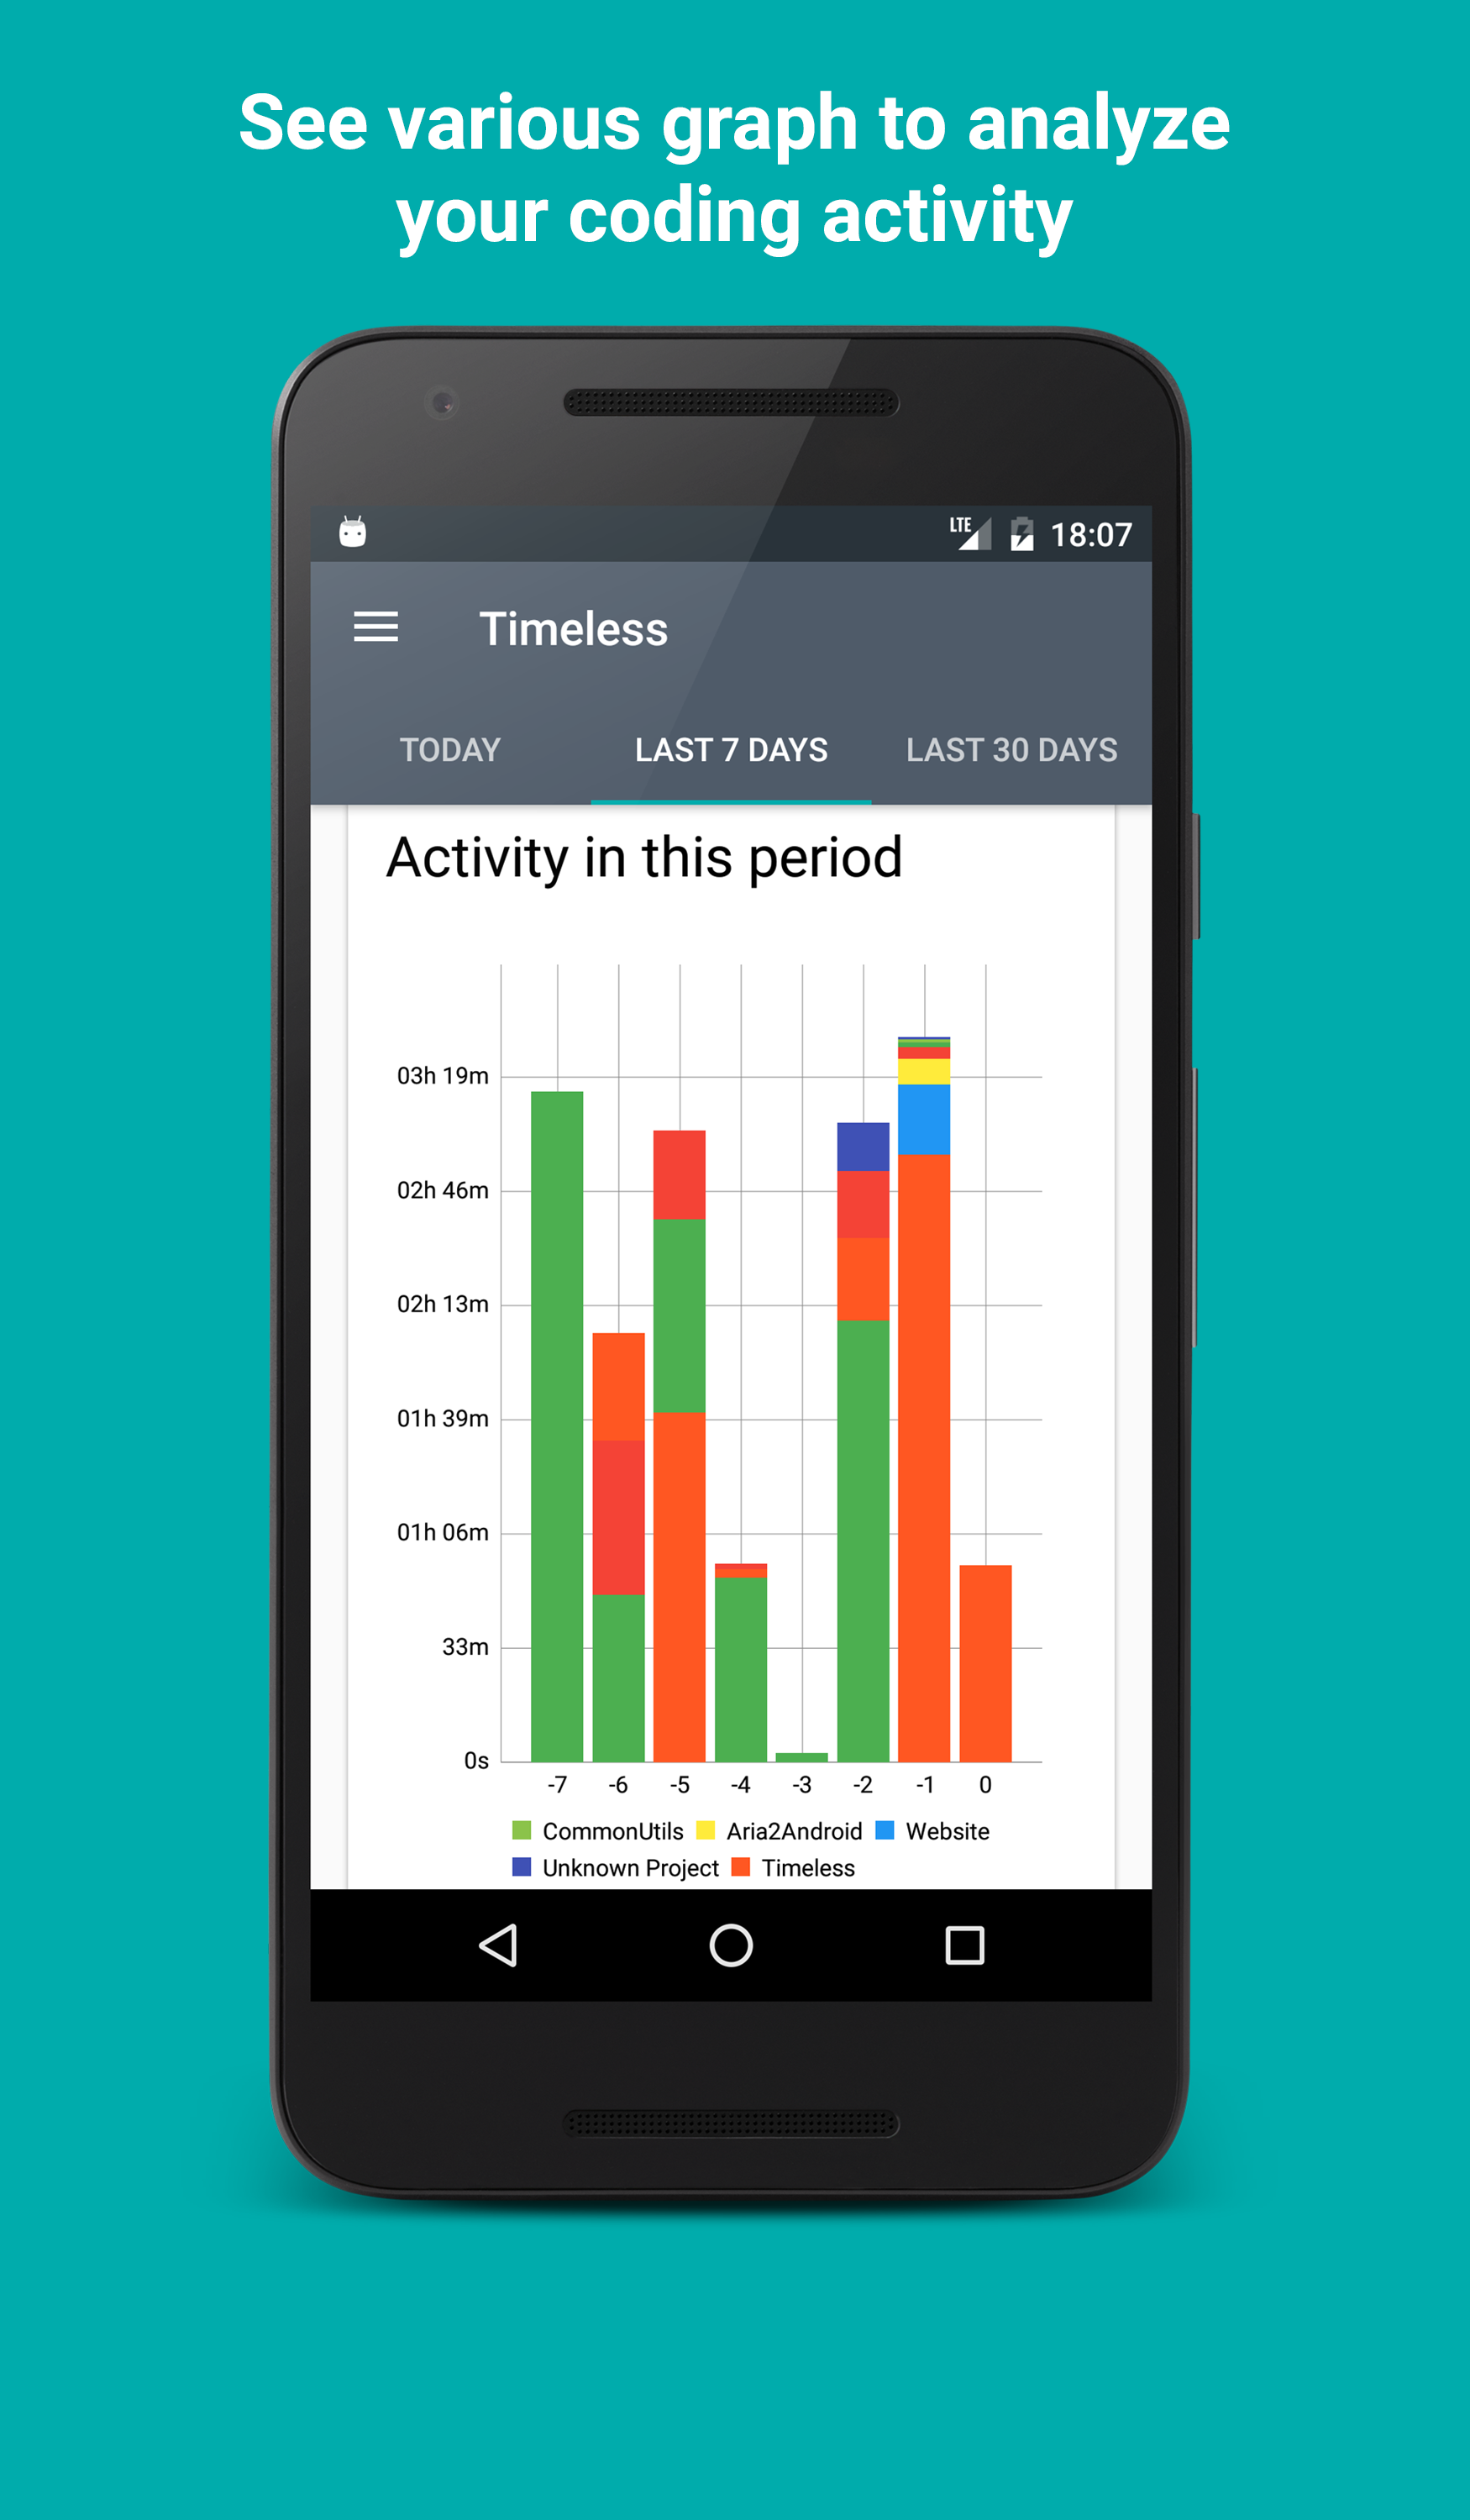 See various graph to analyze
your coding activity
LTE 18:07
Timeless
TODAY LAST 7 DAYS LAST 30 DAYS
Activity in this period
03h 19m
02h 46m
02h 13m
01h 39m
01h 06m
33m
0s
-7 -6 -5 -4 -3 -2 -1 0
CommonUtils Aria2Android Website
Unknown Project Timeless